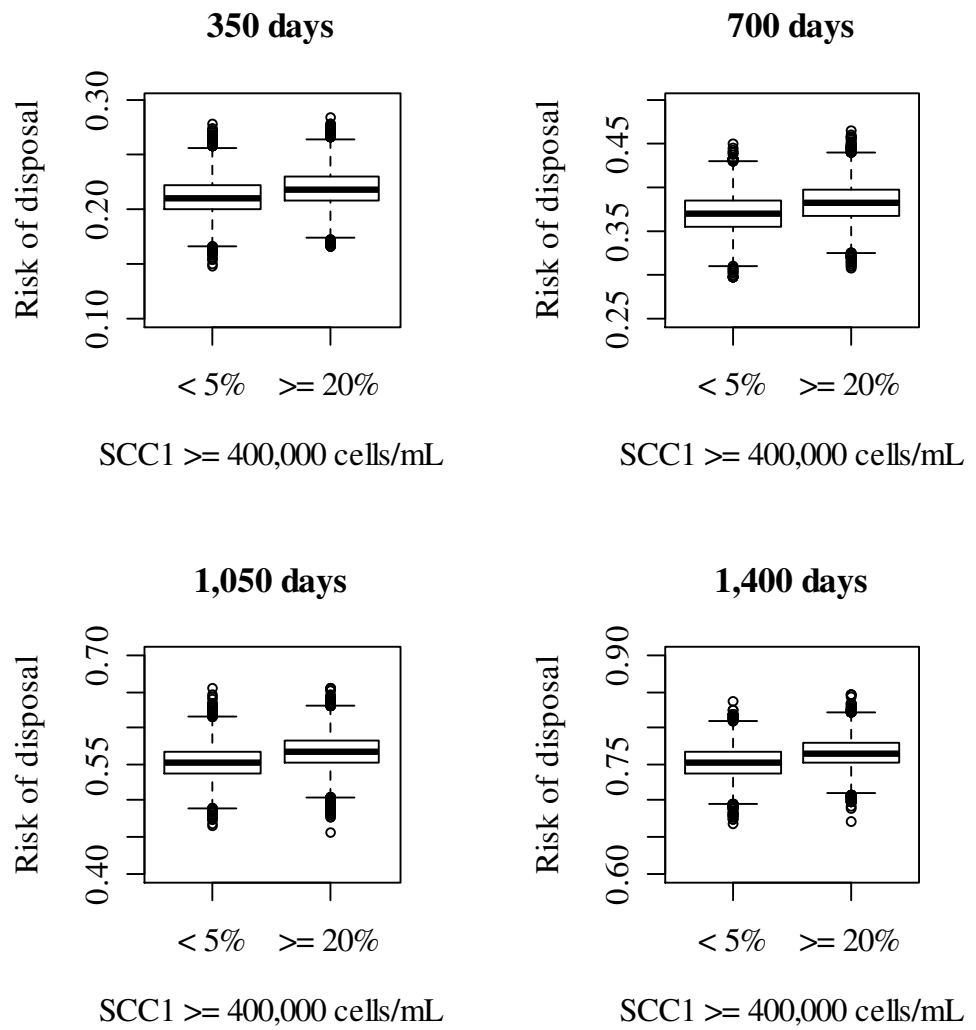 350 days
Risk of disposal
0.30
0.20
0.10
< 5% >= 20%
SCC1 >= 400,000 cells/mL
700 days
Risk of disposal
0.45
0.35
0.25
< 5% >= 20%
SCC1 >= 400,000 cells/mL
1,050 days
Risk of disposal
0.70
0.55
0.40
< 5% >= 20%
SCC1 >= 400,000 cells/mL
1,400 days
Risk of disposal
0.90
0.75
0.60
< 5% >= 20%
SCC1 >= 400,000 cells/mL